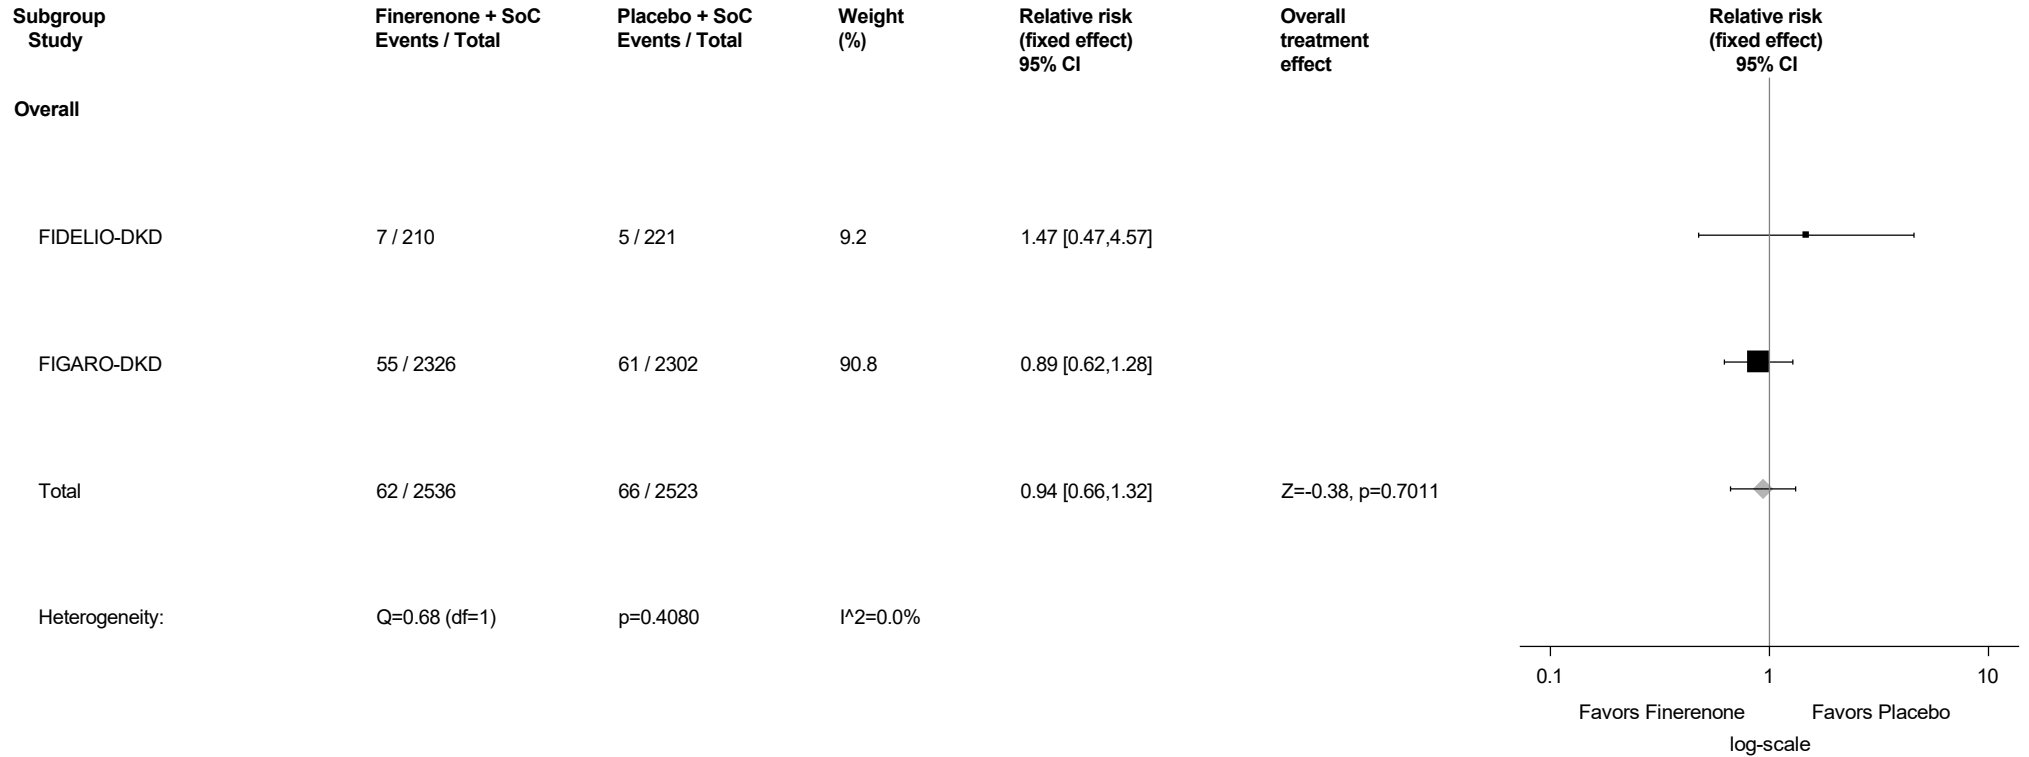 Subgroup Finerenone + SoC Placebo + SoC Weight Relative risk Overall Relative risk
Study Events / Total Events / Total (%) (fixed effect) treatment (fixed effect)
95% CI effect 95% CI
Overall
FIDELIO-DKD 7 / 210 5 / 221 9.2 1.47 [0.47,4.57]
FIGARO-DKD 55 / 2326 61 / 2302 90.8 0.89 [0.62,1.28]
Total 62 / 2536 66 / 2523 0.94 [0.66,1.32] Z=-0.38, p=0.7011
Heterogeneity: Q=0.68 (df=1) p=0.4080 I^2=0.0%
0.1 1 10
Favors Finerenone Favors Placebo
log-scale